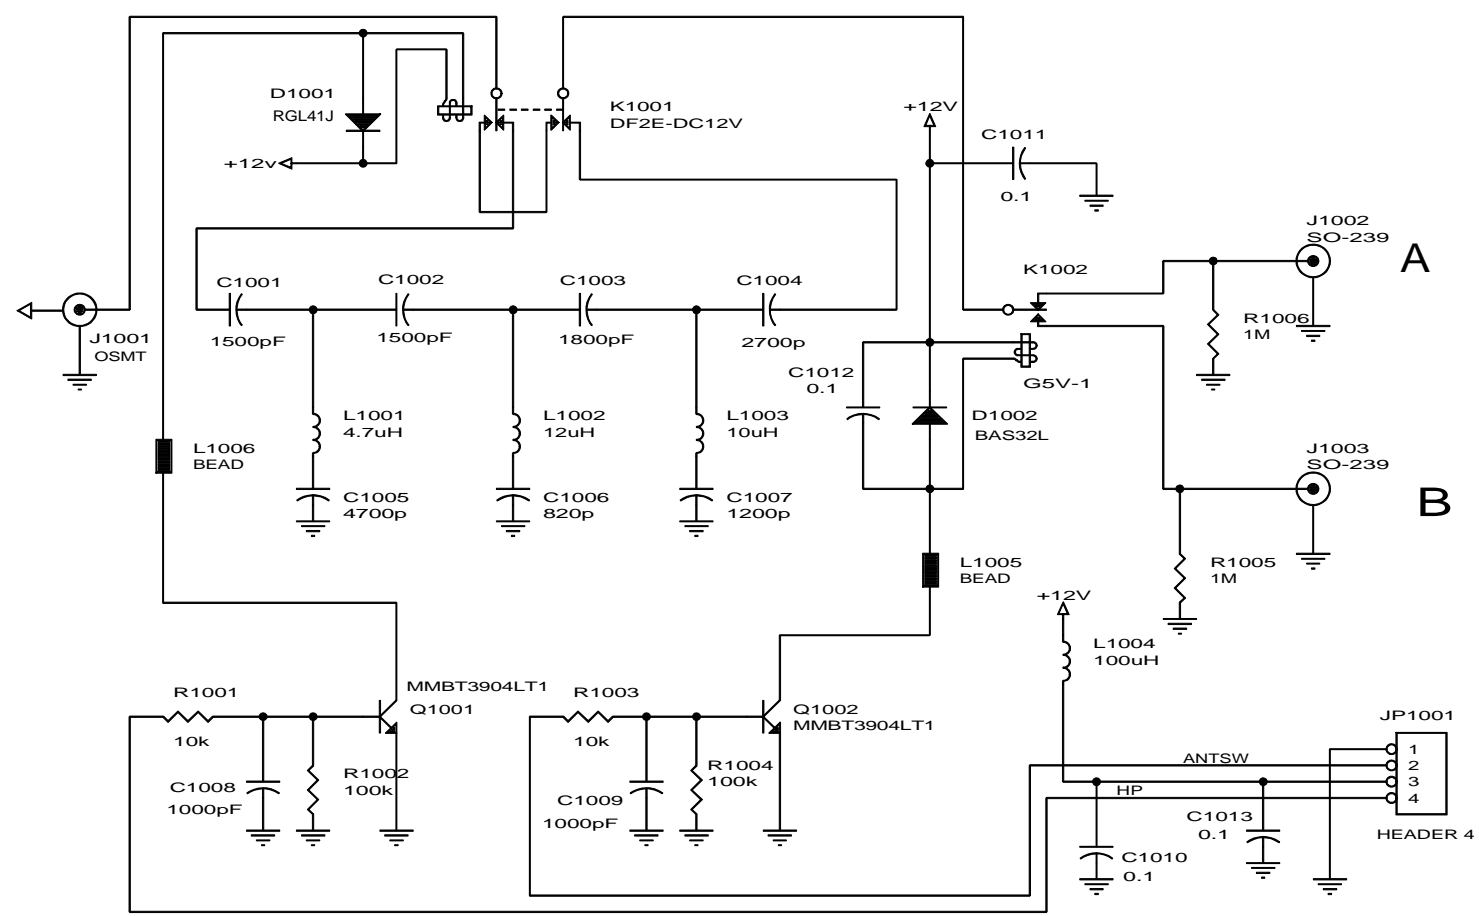 D1001
RGL41J
+12v
K1001
DF2E-DC12V
+12V
C1011
0.1
J1002
SO-239
A
K1002
C1001
1500pF
C1002
1500pF
C1003
1800pF
C1004
2700p
J1001
OSMT
R1006
1M
C1012
0.1
G5V-1
D1002
BAS32L
L1001
4.7uH
L1002
12uH
L1003
10uH
L1006
BEAD
J1003
SO-239
B
C1005
4700p
C1006
820p
C1007
1200p
L1005
BEAD
R1005
1M
+12V
L1004
100uH
R1001
10k
MMBT3904LT1
Q1001
R1003
10k
Q1002
MMBT3904LT1
JP1001
1
2
3
4
HEADER 4
ANTSW
HP
C1008
1000pF
R1002
100k
C1009
1000pF
R1004
100k
C1013
0.1
C1010
0.1